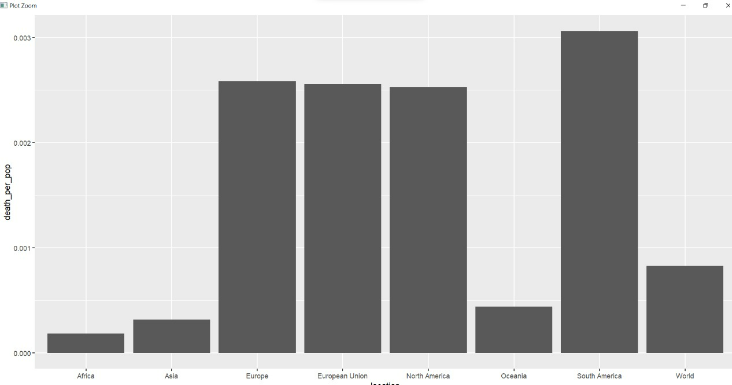 Plot Zoom
0.003
0.002
0.001
0.000
death_per_pop
Africa Asia Europe European Union North America Oceania South America World
location